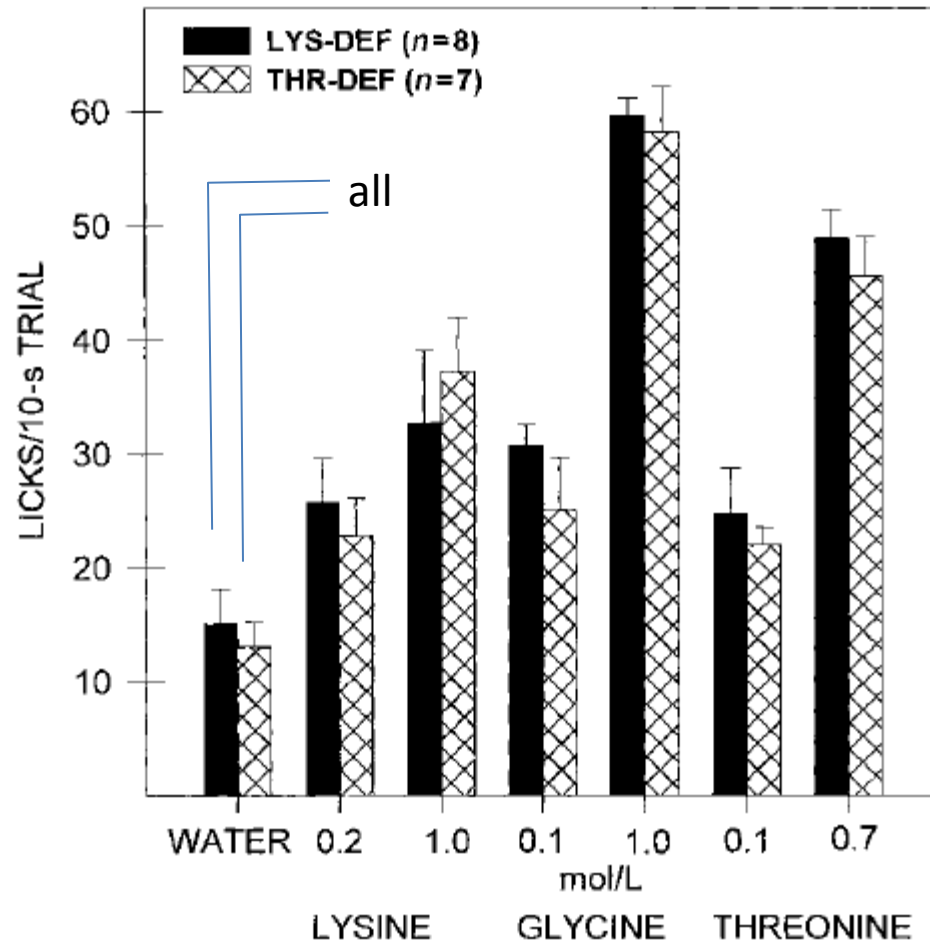 LYS-DEF (n=8)
THR-DEF (n=7)
all
60
50
40
30
20
10
LICKS/10-s TRIAL
WATER 0.2 1.0 0.1 1.0 0.1 0.7
mol/L
LYSINE GLYCINE THREONINE